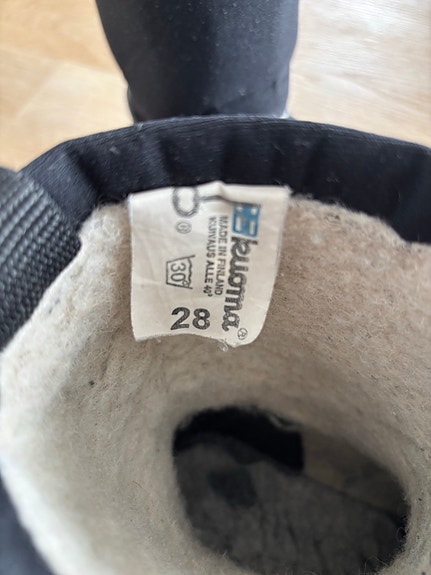 kuoma®
MADE IN FINLAND
KUIVAUS ALLE 40°
30°
28